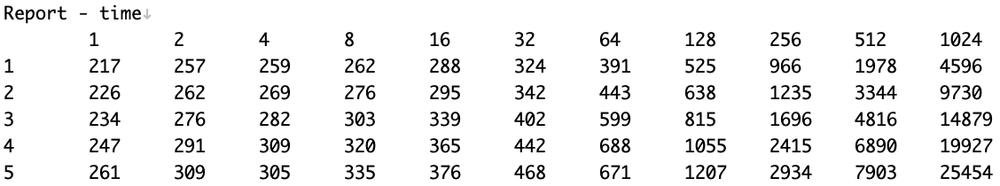 Report - time↓
1 2 4 8 16 32 64 128 256 512 1024
1 217 257 259 262 288 324 391 525 966 1978 4596
2 226 262 269 276 295 342 443 638 1235 3344 9730
3 234 276 282 303 339 402 599 815 1696 4816 14879
4 247 291 309 320 365 442 688 1055 2415 6890 19927
5 261 309 305 335 376 468 671 1207 2934 7903 25454